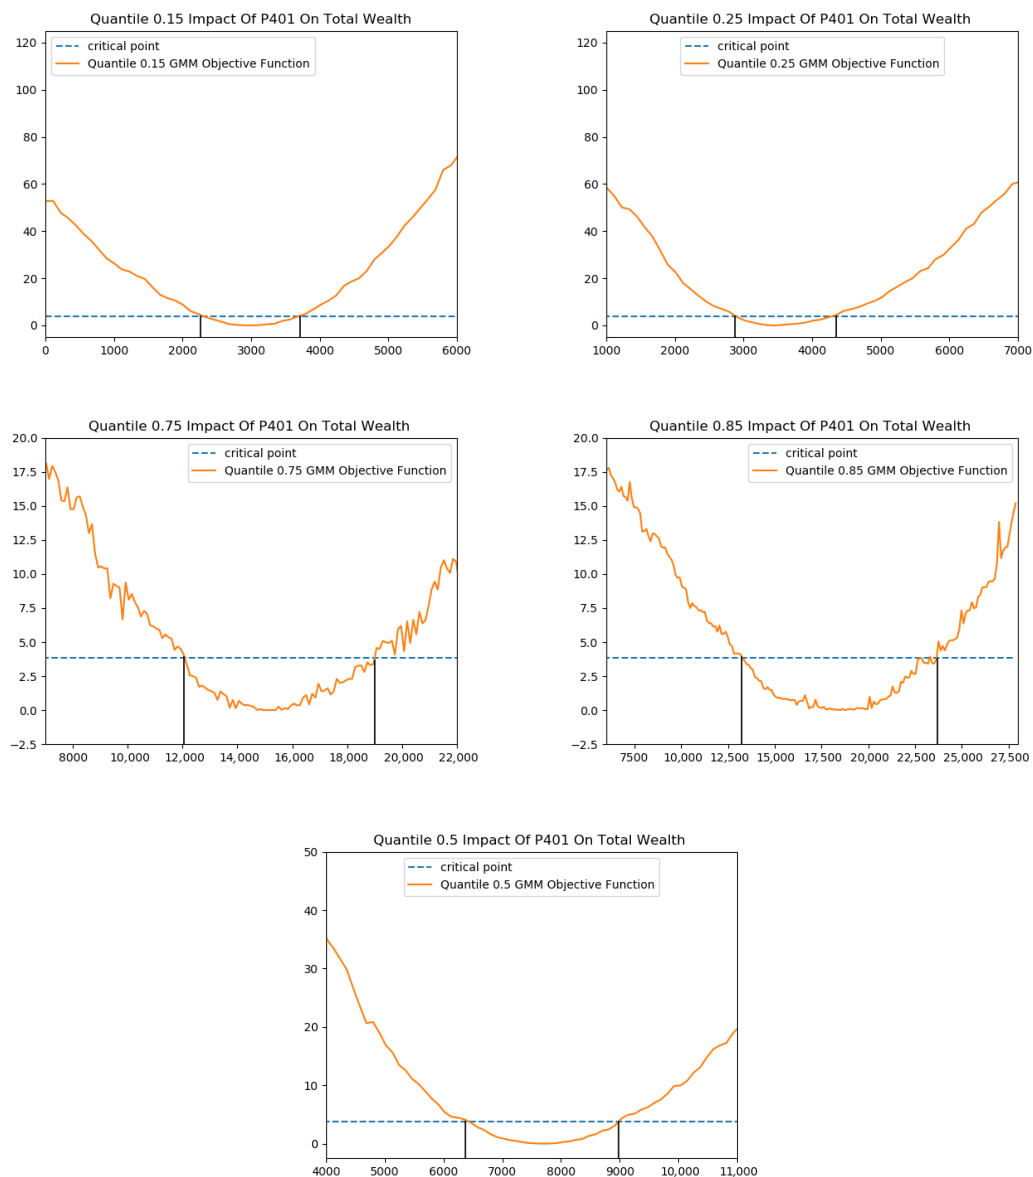 Quantile 0.15 Impact Of P401 On Total Wealth
critical point
Quantile 0.15 GMM Objective Function
120
100
80
60
40
20
0
0 1000 2000 3000 4000 5000 6000
Quantile 0.25 Impact Of P401 On Total Wealth
critical point
Quantile 0.25 GMM Objective Function
120
100
80
60
40
20
0
1000 2000 3000 4000 5000 6000 7000
Quantile 0.75 Impact Of P401 On Total Wealth
critical point
Quantile 0.75 GMM Objective Function
20.0
17.5
15.0
12.5
10.0
7.5
5.0
2.5
0.0
−2.5
8000 10,000 12,000 14,000 16,000 18,000 20,000 22,000
Quantile 0.85 Impact Of P401 On Total Wealth
critical point
Quantile 0.85 GMM Objective Function
20.0
17.5
15.0
12.5
10.0
7.5
5.0
2.5
0.0
−2.5
7500 10,000 12,500 15,000 17,500 20,000 22,500 25,000 27,500
Quantile 0.5 Impact Of P401 On Total Wealth
critical point
Quantile 0.5 GMM Objective Function
50
40
30
20
10
0
4000 5000 6000 7000 8000 9000 10,000 11,000